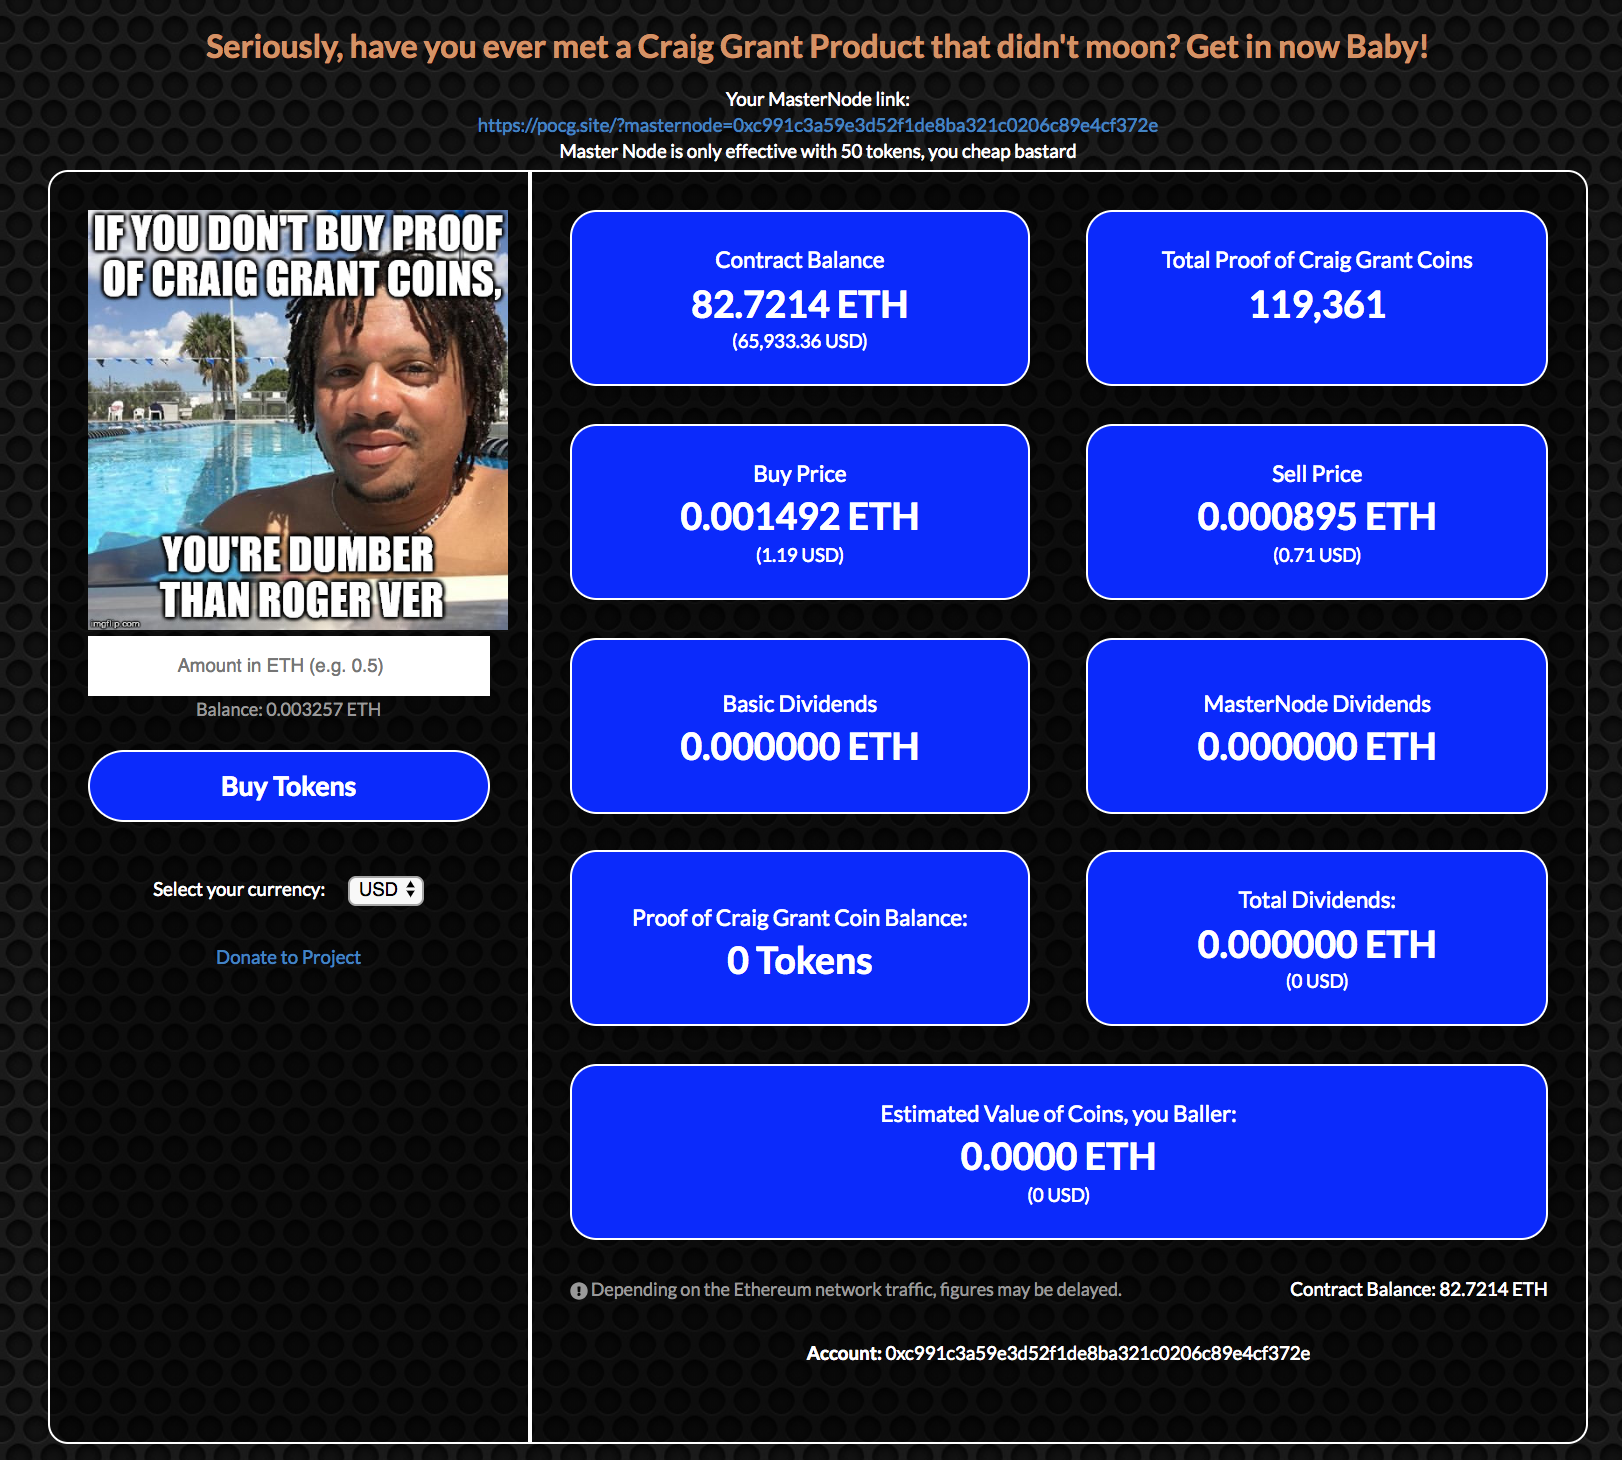 Seriously, have you ever met a Craig Grant Product that didn't moon? Get in now Baby!
Your MasterNode link:
https://pocg.site/?masternode=0xc991c3a59e3d52f1de8ba321c0206c89e4cf372e
Master Node is only effective with 50 tokens, you cheap bastard
IF YOU DON'T BUY PROOF
OF CRAIG GRANT COINS,
YOU'RE DUMBER
THAN ROGER VER
imgflip.com
Amount in ETH (e.g. 0.5)
Balance: 0.003257 ETH
Buy Tokens
Select your currency: USD
Donate to Project
Contract Balance
82.7214 ETH
(65,933.36 USD)
Total Proof of Craig Grant Coins
119,361
Buy Price
0.001492 ETH
(1.19 USD)
Sell Price
0.000895 ETH
(0.71 USD)
Basic Dividends
0.000000 ETH
MasterNode Dividends
0.000000 ETH
Proof of Craig Grant Coin Balance:
0 Tokens
Total Dividends:
0.000000 ETH
(0 USD)
Estimated Value of Coins, you Baller:
0.0000 ETH
(0 USD)
Depending on the Ethereum network traffic, figures may be delayed.
Contract Balance: 82.7214 ETH
Account: 0xc991c3a59e3d52f1de8ba321c0206c89e4cf372e